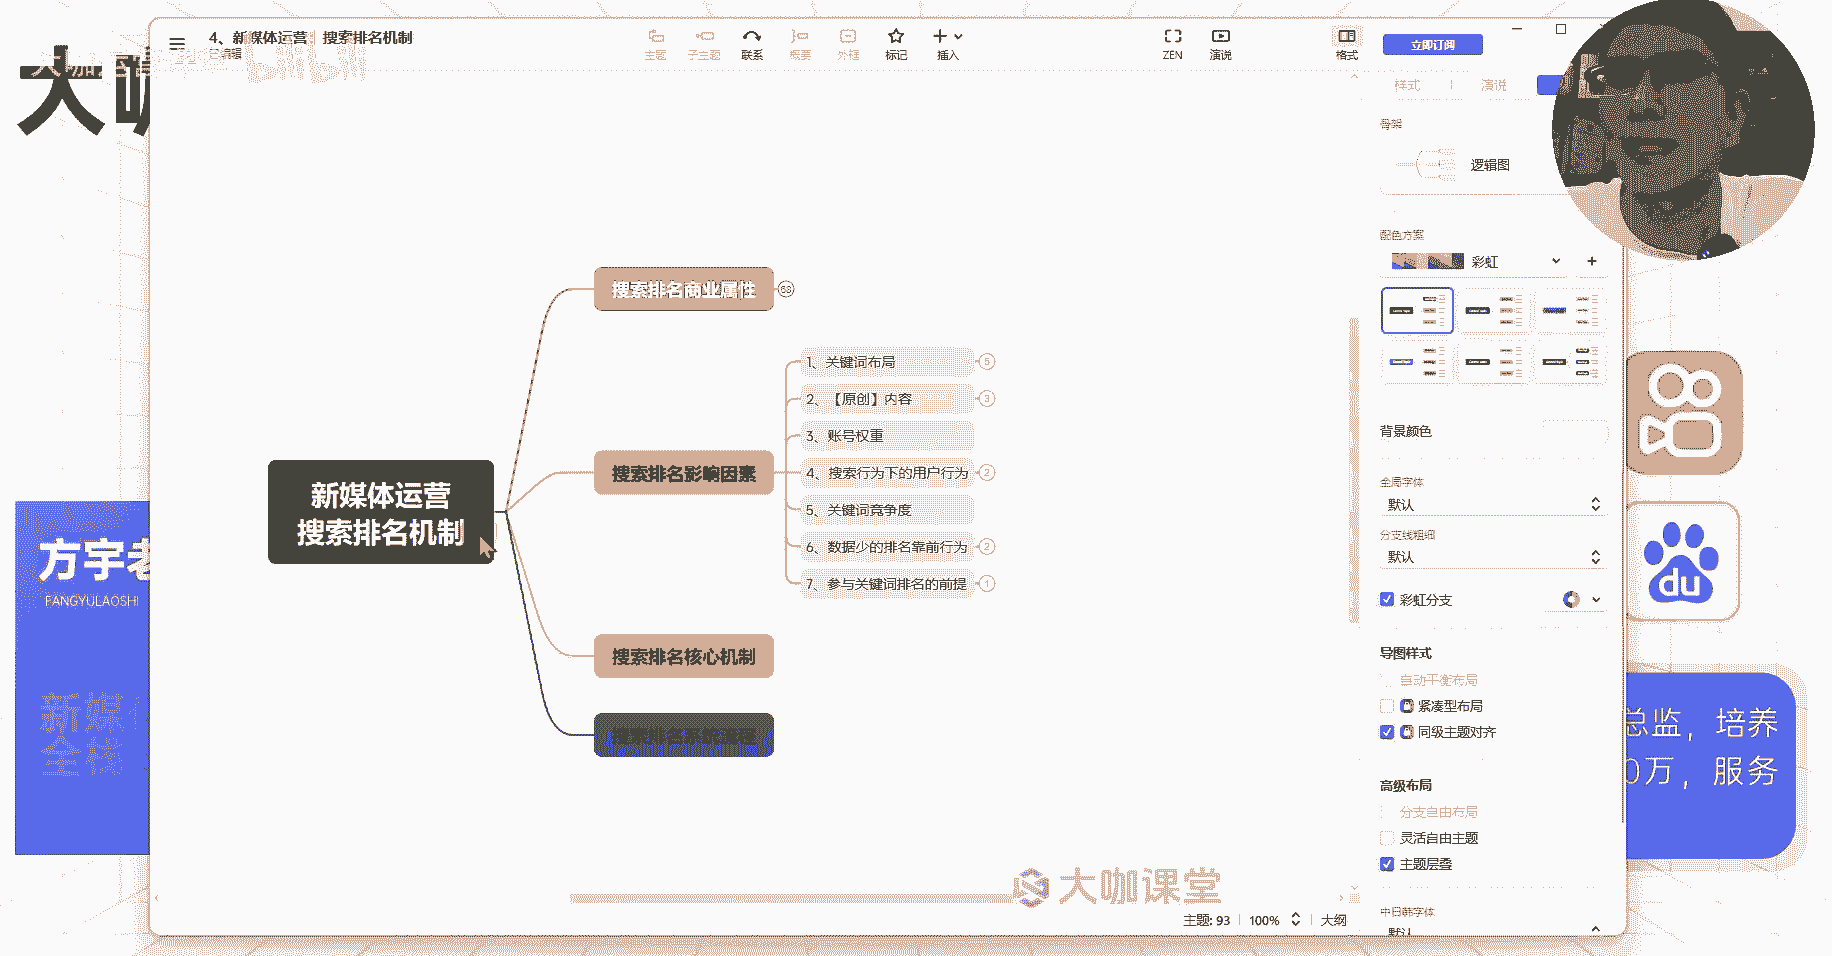 4、新媒体运营 搜索排名机制
已编辑
bilibili
主题
子主题
联系
概要
外框
标记
插入
ZEN
演说
格式
立即订阅
样式
演说
骨架
逻辑图
配色方案
彩虹
背景颜色
全局字体
默认
分支线粗细
默认
彩虹分支
导图样式
自动平衡布局
紧凑型布局
同级主题对齐
高级布局
分支自由布局
灵活自由主题
主题层叠
中日韩字体
默认
新媒体运营
搜索排名机制
搜索排名商业属性
68
搜索排名影响因素
1、关键词布局
5
2、【原创】内容
3
3、账号权重
4、搜索行为下的用户行为
2
5、关键词竞争度
6、数据少的排名靠前行为
2
7、参与关键词排名的前提
1
搜索排名核心机制
大咖课堂
主题: 93
100%
大纲
方宇老
FANGYULAOSHI
新媒
全栈
du
总监，培养
0万，服务